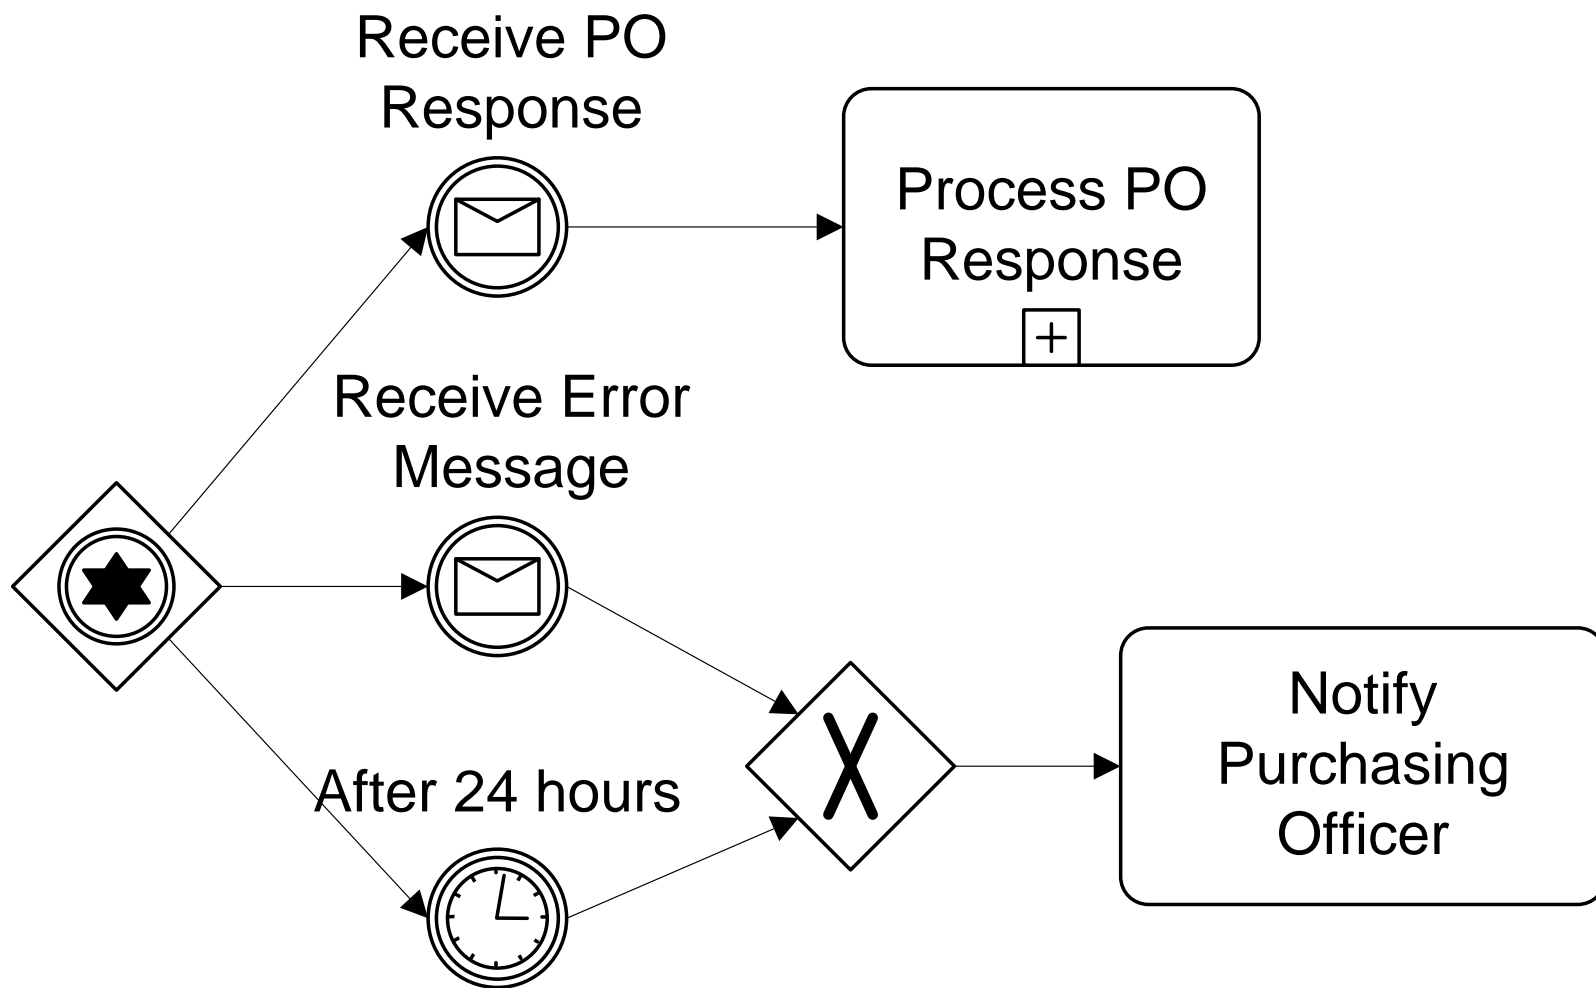 Receive PO
Response
Process PO
Response
Receive Error
Message
After 24 hours
Notify
Purchasing
Officer